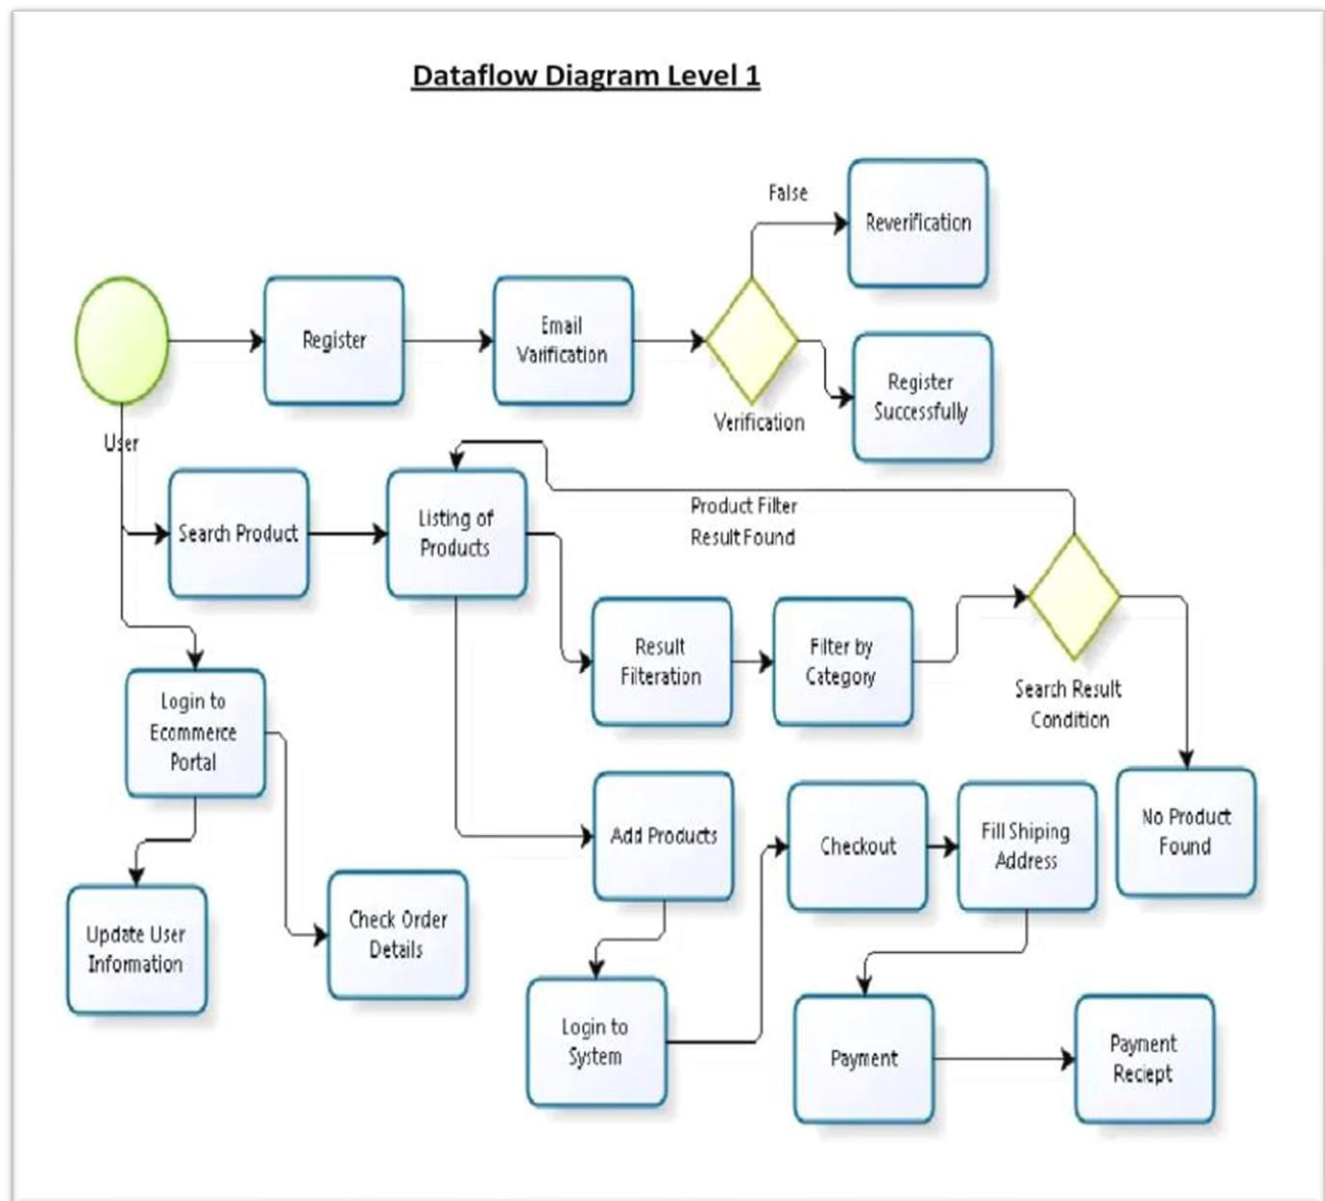 Dataflow Diagram Level 1
False
Reverification
Register
Email
Varification
Verification
Register
Successfully
User
Search Product
Listing of
Products
Product Filter
Result Found
Result
Filteration
Filter by
Category
Search Result
Condition
Login to
Ecommerce
Portal
Add Products
Checkout
Fill Shiping
Address
No Product
Found
Update User
Information
Check Order
Details
Login to
System
Payment
Payment
Reciept